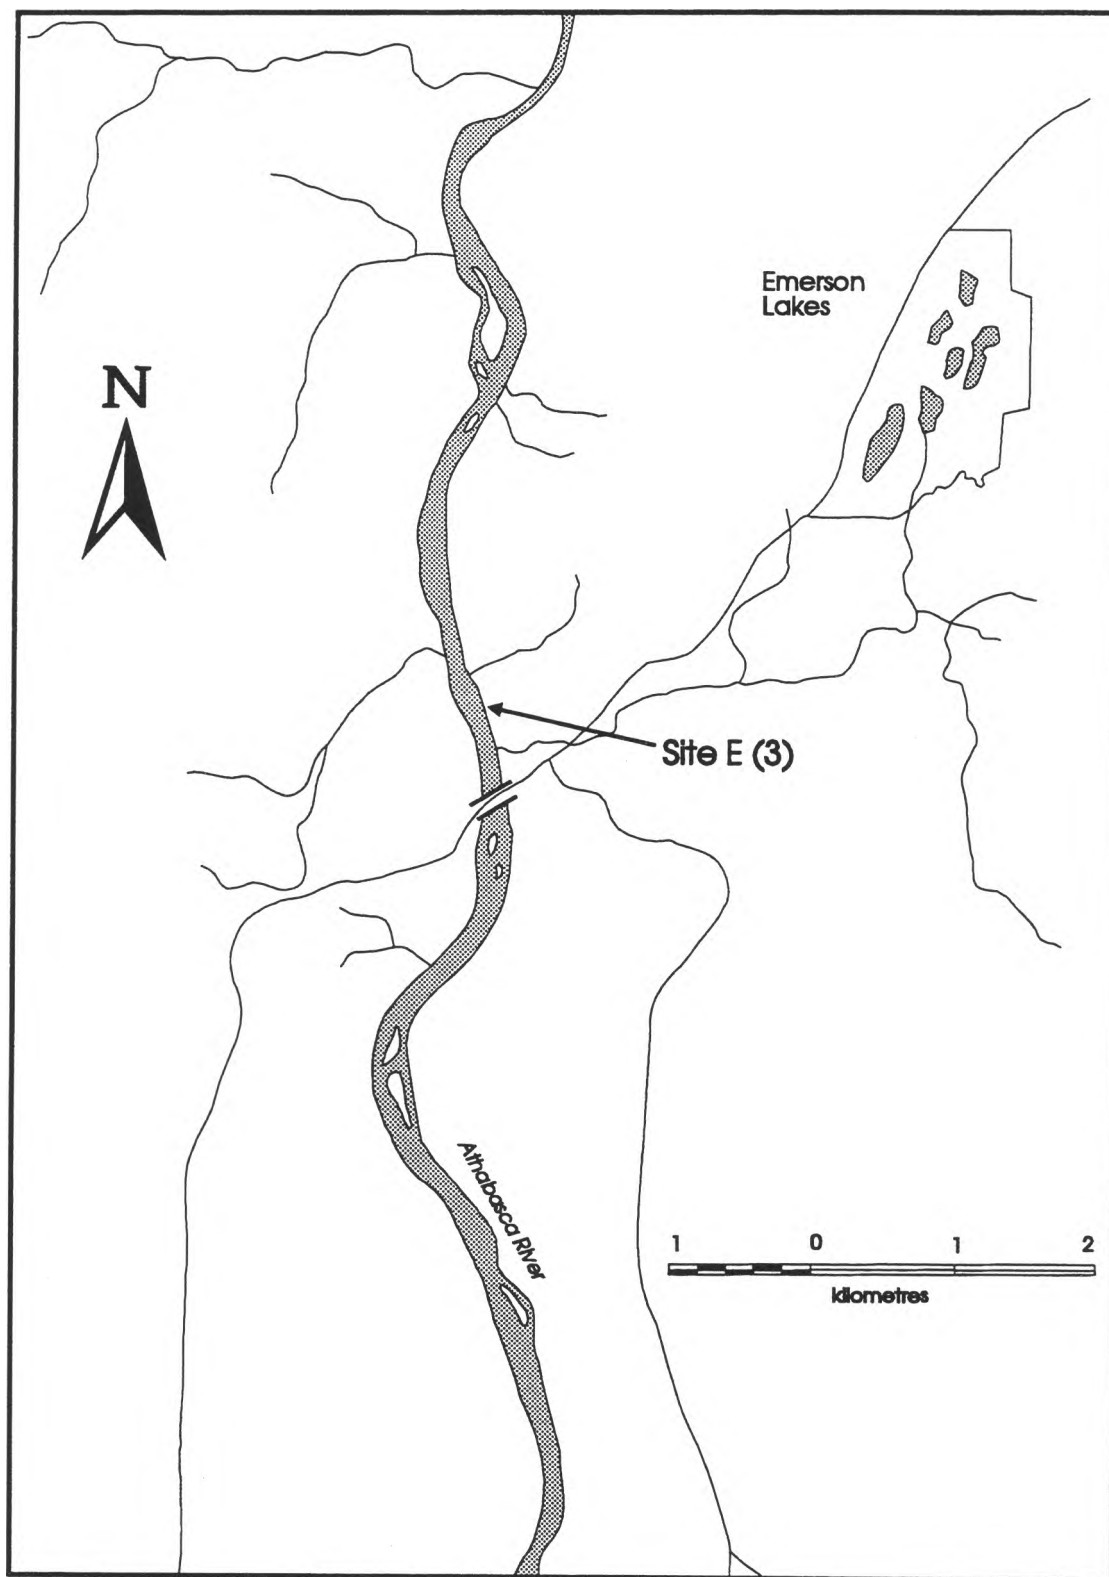 Emerson
Lakes
N
Site E (3)
Athabasca River
1 0 1 2
kilometres